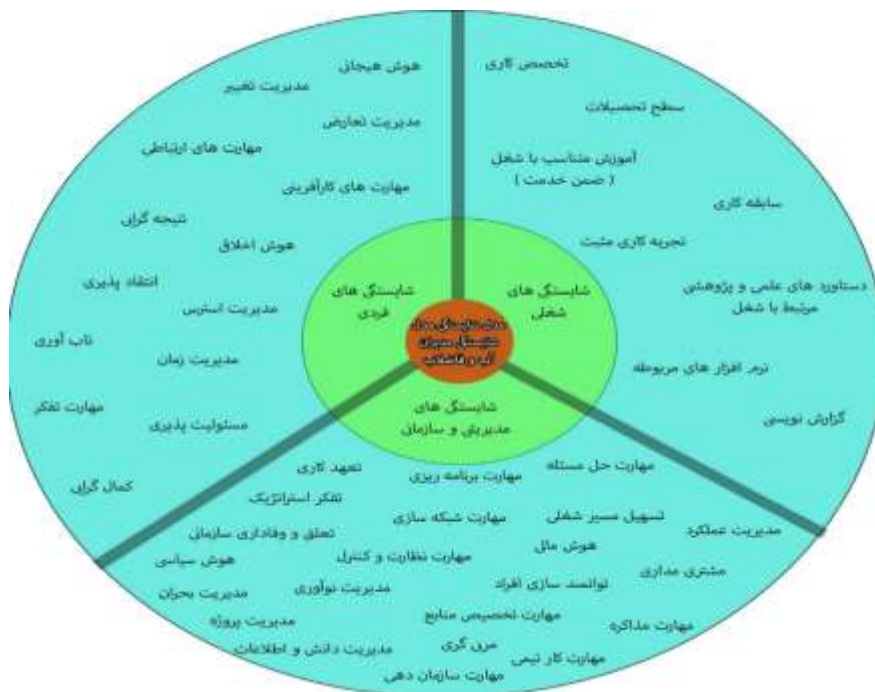 تخصص کاری
سطح تحصیلات
آموزش متناسب با شغل
( ضمن خدمت )
سابقه کاری
تجربه کاری مثبت
دستاورد های علمی و پژوهشی
مرتبط با شغل
نرم افزار های مربوطه
گزارش نویسی
هوش هیجانی
مدیریت تغییر
مدیریت تعارض
مهارت های ارتباطی
مهارت های کارآفرینی
نتیجه گرایی
هوش اخلاق
انتقاد پذیری
مدیریت استرس
تاب آوری
مدیریت زمان
مهارت تفکر
مسئولیت پذیری
کمال گرایی
شایستگی های
شغلی
شایستگی های
فردی
مدل شایستگی
مدیران
آب و فاضلاب
شایستگی های
مدیریتی و سازمانی
مهارت حل مسئله
مهارت برنامه ریزی
تعهد کاری
تفکر استراتژیک
تسهیل مسیر شغلی
مهارت شبکه سازی
تعلق و وفاداری سازمانی
مدیریت عملکرد
هوش مالی
مهارت نظارت و کنترل
هوش سیاسی
مشتری مداری
توانمند سازی افراد
مدیریت نوآوری
مدیریت بحران
مهارت تخصیص منابع
مهارت مذاکره
مدیریت پروژه
مربی گری
مدیریت دانش و اطلاعات
مهارت کار تیمی
مهارت سازمان دهی